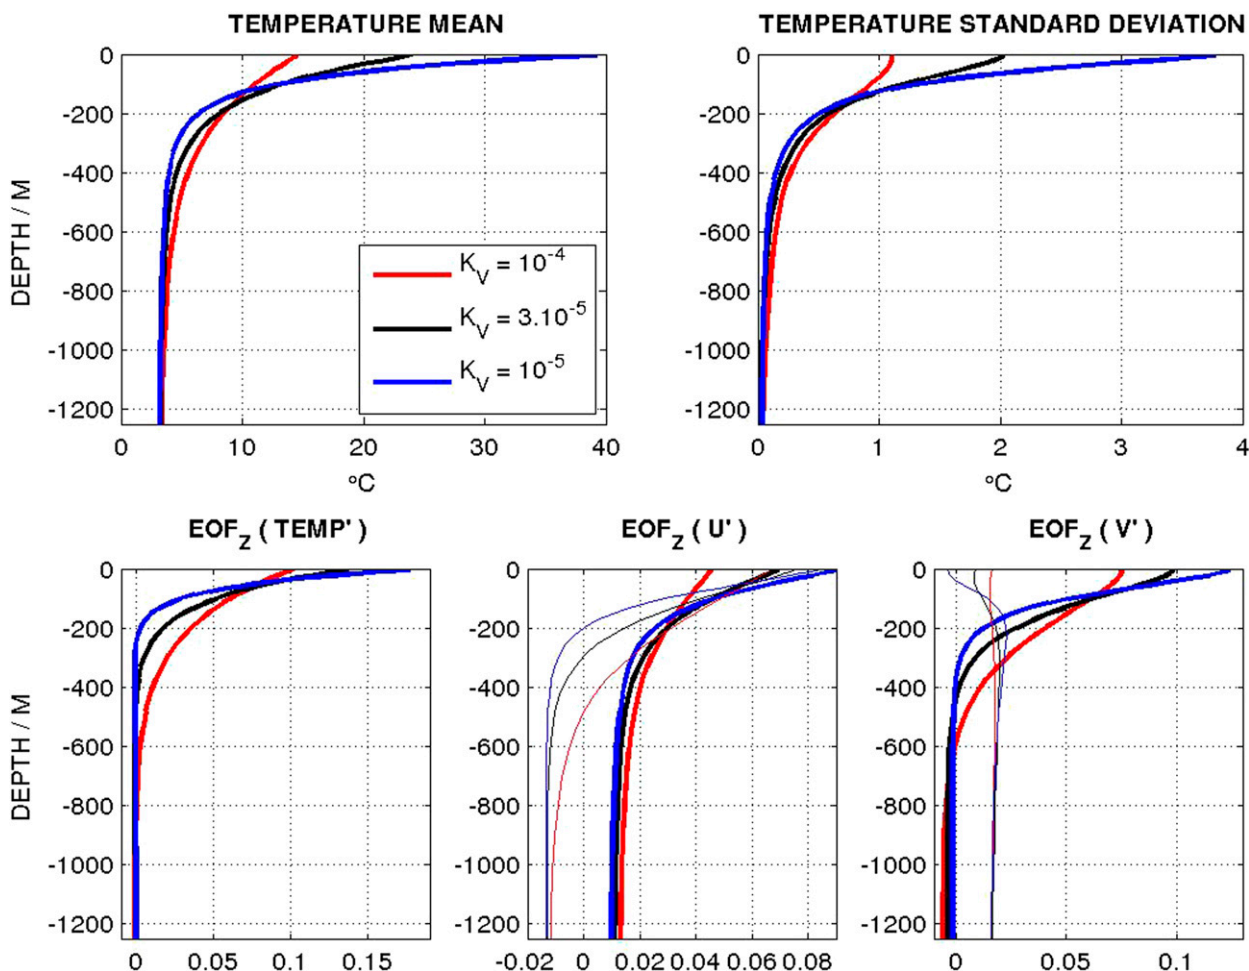 TEMPERATURE MEAN
TEMPERATURE STANDARD DEVIATION
0
-200
-400
-600
-800
-1000
-1200
DEPTH / M
0 10 20 30 40
°C
K_V = 10^-4
K_V = 3.10^-5
K_V = 10^-5
0
-200
-400
-600
-800
-1000
-1200
0 1 2 3 4
°C
EOF_Z ( TEMP' )
EOF_Z ( U' )
EOF_Z ( V' )
0
-200
-400
-600
-800
-1000
-1200
DEPTH / M
0 0.05 0.1 0.15
0
-200
-400
-600
-800
-1000
-1200
-0.02 0 0.02 0.04 0.06 0.08
0
-200
-400
-600
-800
-1000
-1200
0 0.05 0.1